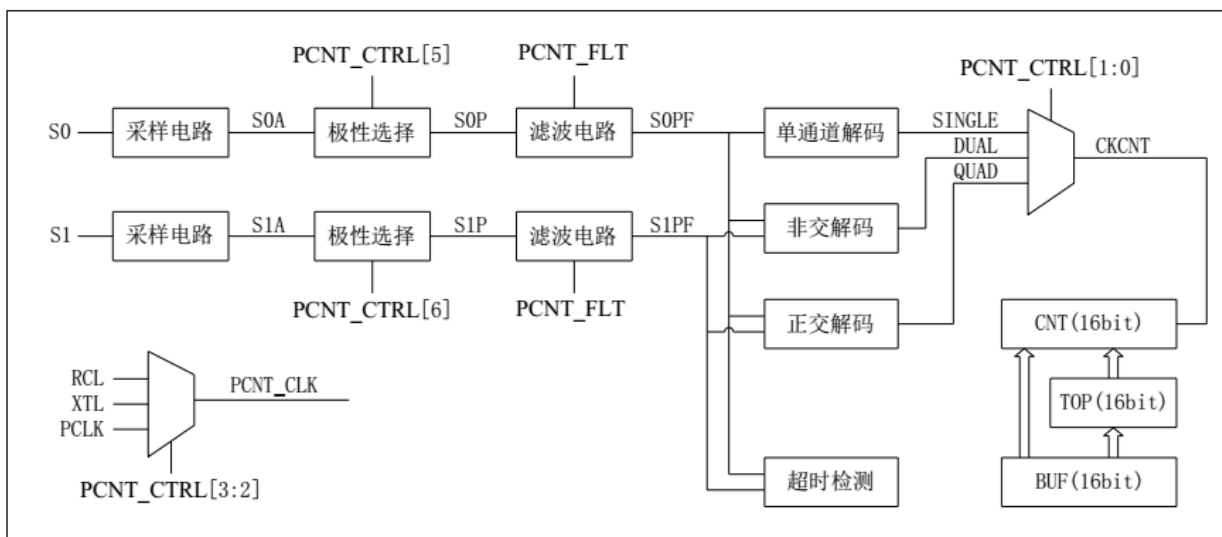 PCNT_CTRL[5]
PCNT_FLT
PCNT_CTRL[1:0]
S0
采样电路
S0A
极性选择
S0P
滤波电路
S0PF
单通道解码
SINGLE
DUAL
QUAD
CKCNT
S1
采样电路
S1A
极性选择
S1P
滤波电路
S1PF
非交解码
PCNT_CTRL[6]
PCNT_FLT
正交解码
CNT(16bit)
RCL
XTL
PCLK
PCNT_CLK
TOP(16bit)
PCNT_CTRL[3:2]
超时检测
BUF(16bit)